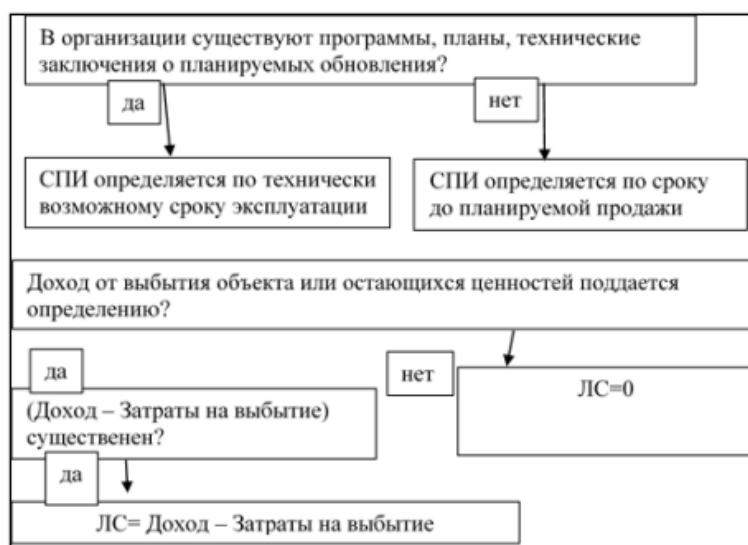 В организации существуют программы, планы, технические
заключения о планируемых обновления?
да
нет
СПИ определяется по технически
возможному сроку эксплуатации
СПИ определяется по сроку
до планируемой продажи
Доход от выбытия объекта или остающихся ценностей поддается
определению?
да
нет
ЛС=0
(Доход – Затраты на выбытие)
существенен?
да
ЛС= Доход – Затраты на выбытие